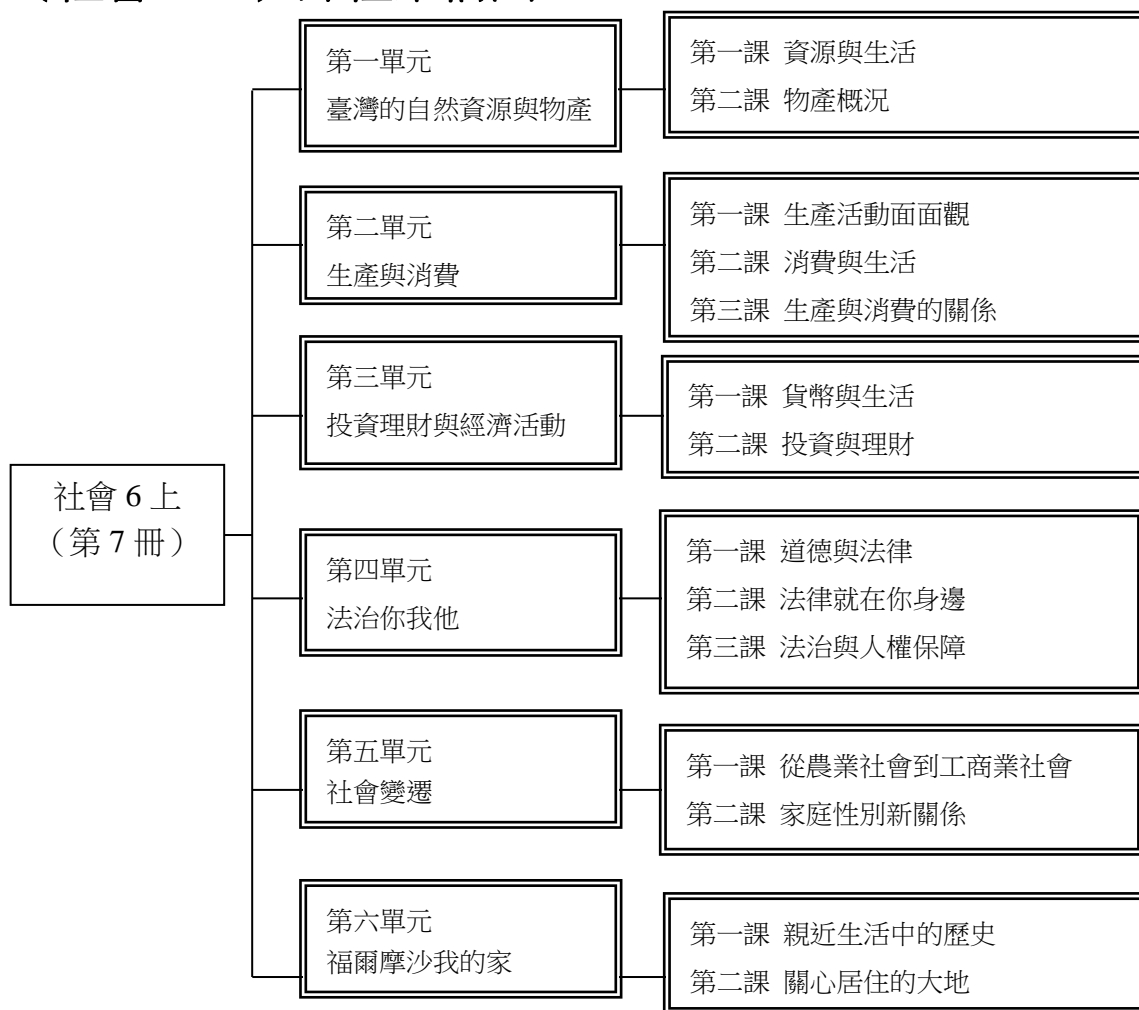 社會 6 上
（第 7 冊）
第一單元
臺灣的自然資源與物產
第一課 資源與生活
第二課 物產概況
第二單元
生產與消費
第一課 生產活動面面觀
第二課 消費與生活
第三課 生產與消費的關係
第三單元
投資理財與經濟活動
第一課 貨幣與生活
第二課 投資與理財
第四單元
法治你我他
第一課 道德與法律
第二課 法律就在你身邊
第三課 法治與人權保障
第五單元
社會變遷
第一課 從農業社會到工商業社會
第二課 家庭性別新關係
第六單元
福爾摩沙我的家
第一課 親近生活中的歷史
第二課 關心居住的大地